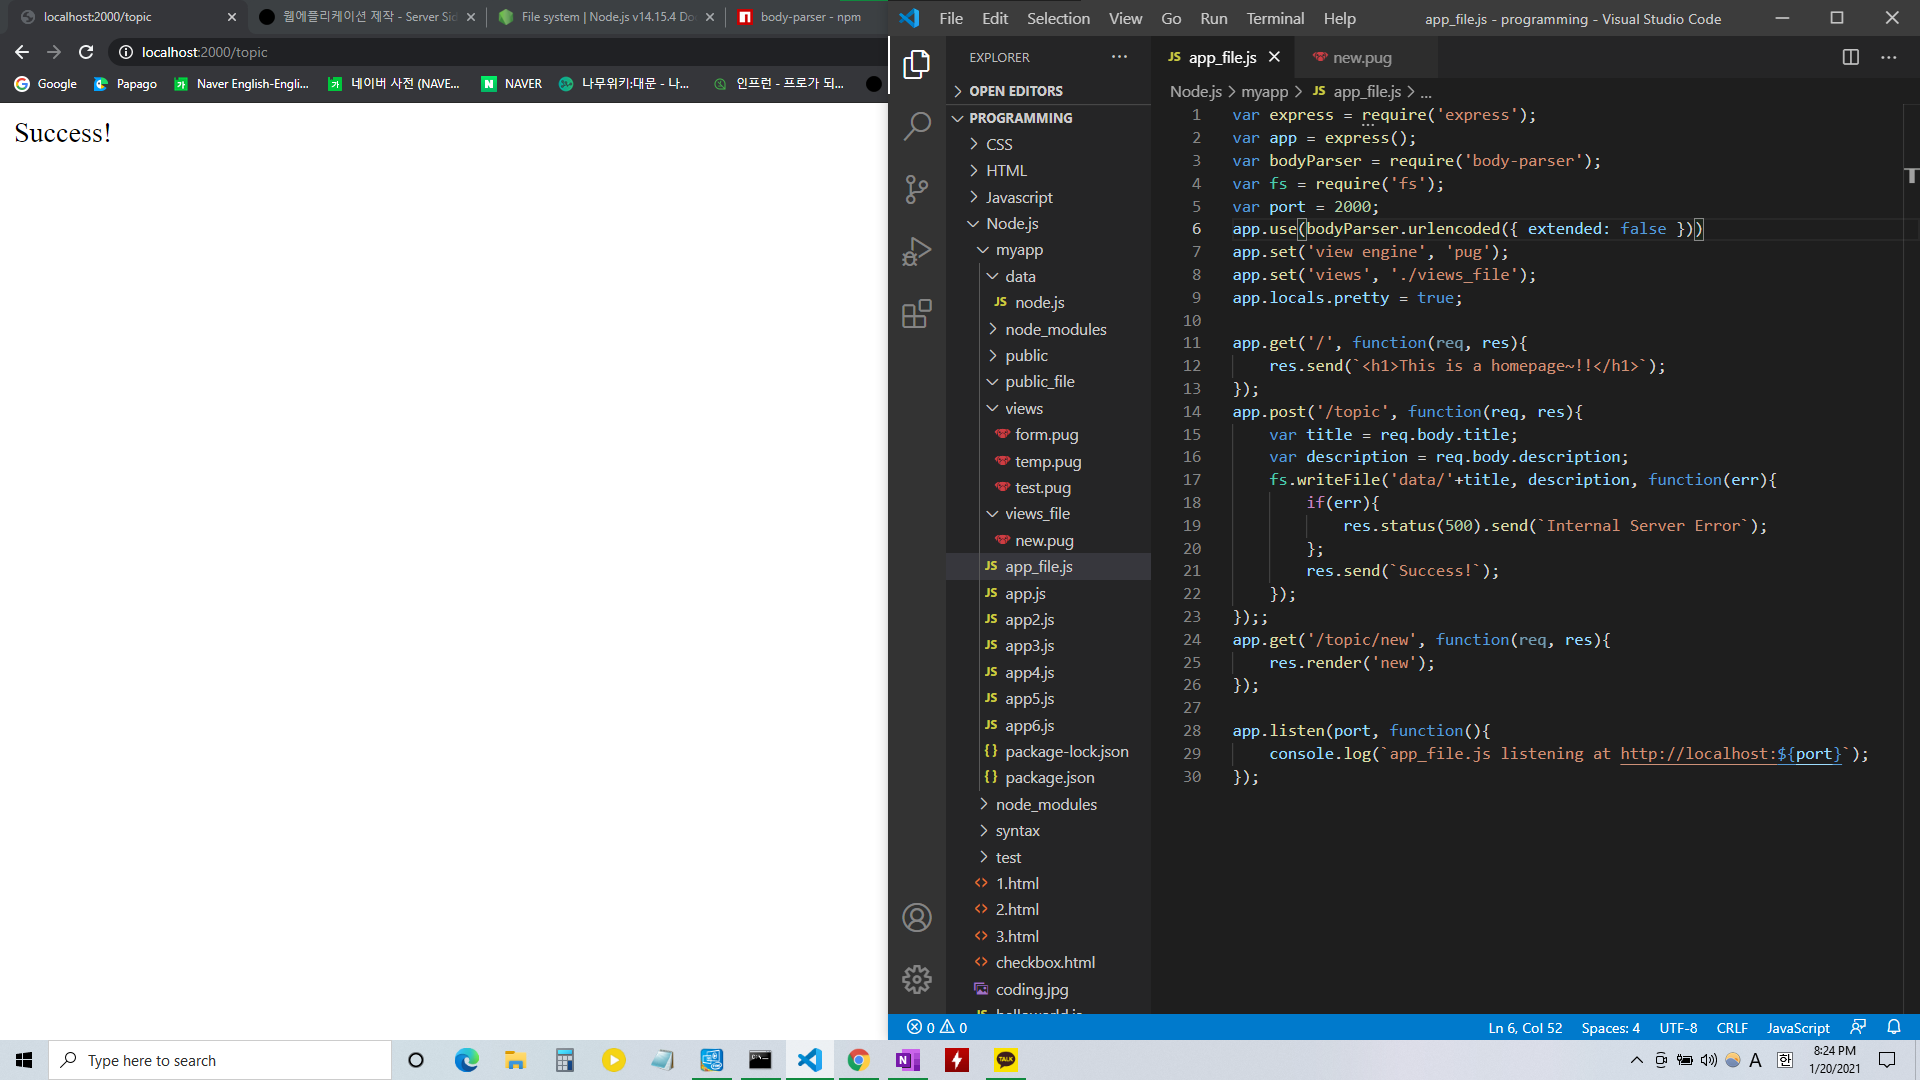 localhost:2000/topic
웹애플리케이션 제작 - Server Sid
File system | Node.js v14.15.4 Do
body-parser - npm
localhost:2000/topic
Google
Papago
Naver English-Engli...
네이버 사전 (NAVE...
NAVER
나무위키:대문 - 나...
인프런 - 프로가 되...
Success!
File Edit Selection View Go Run Terminal Help
app_file.js - programming - Visual Studio Code
EXPLORER
OPEN EDITORS
PROGRAMMING
CSS
HTML
Javascript
Node.js
myapp
data
JS node.js
node_modules
public
public_file
views
form.pug
temp.pug
test.pug
views_file
new.pug
JS app_file.js
JS app.js
JS app2.js
JS app3.js
JS app4.js
JS app5.js
JS app6.js
{} package-lock.json
{} package.json
node_modules
syntax
test
<> 1.html
<> 2.html
<> 3.html
<> checkbox.html
coding.jpg
JS app_file.js
new.pug
Node.js > myapp > JS app_file.js > ...
1 var express = require('express');
2 var app = express();
3 var bodyParser = require('body-parser');
4 var fs = require('fs');
5 var port = 2000;
6 app.use(bodyParser.urlencoded({ extended: false }))
7 app.set('view engine', 'pug');
8 app.set('views', './views_file');
9 app.locals.pretty = true;
10
11 app.get('/', function(req, res){
12 res.send(`<h1>This is a homepage~!!</h1>`);
13 });
14 app.post('/topic', function(req, res){
15 var title = req.body.title;
16 var description = req.body.description;
17 fs.writeFile('data/'+title, description, function(err){
18 if(err){
19 res.status(500).send(`Internal Server Error`);
20 };
21 res.send(`Success!`);
22 });
23 });;
24 app.get('/topic/new', function(req, res){
25 res.render('new');
26 });
27
28 app.listen(port, function(){
29 console.log(`app_file.js listening at http://localhost:${port}`);
30 });
0 0
Ln 6, Col 52
Spaces: 4
UTF-8
CRLF
JavaScript
Type here to search
TALK
A
한
8:24 PM
1/20/2021